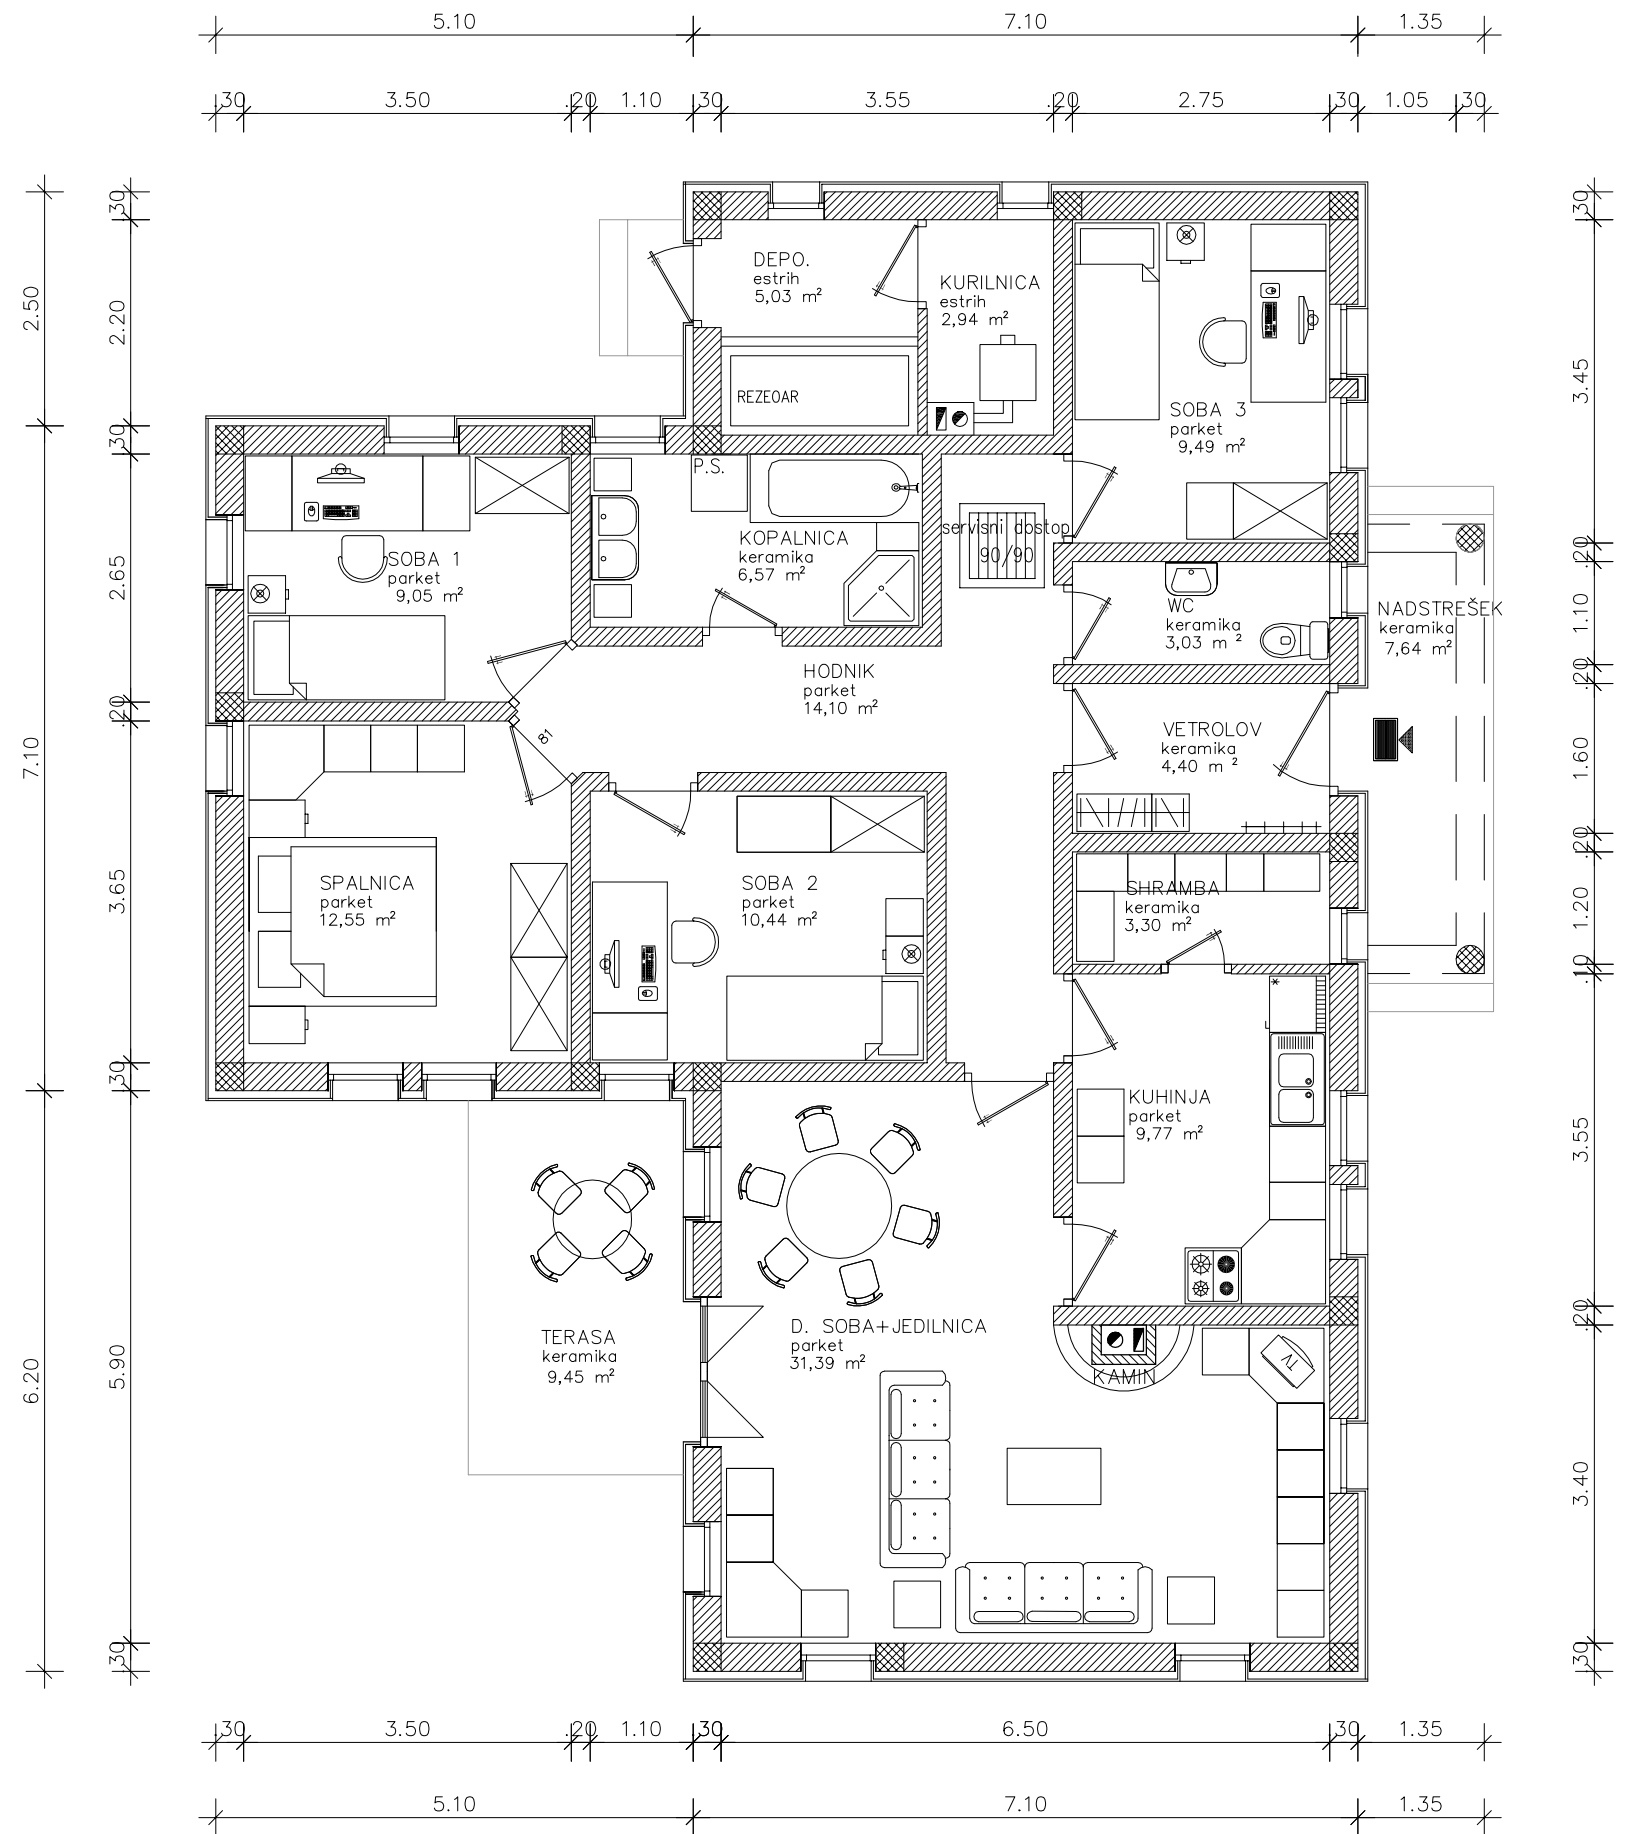 5.10 7.10 1.35
.30 3.50 .20 1.10 .30 3.55 .20 2.75 .30 1.05 .30
2.50
7.10
6.20
.30
2.20
.30
2.65
.20
3.65
.30
5.90
.30
DEPO.
estrih
5,03 m²
REZEOAR
KURILNICA
estrih
2,94 m²
SOBA 3
parket
9,49 m²
P.S.
KOPALNICA
keramika
6,57 m²
servisni dostop
90/90
SOBA 1
parket
9,05 m²
WC
keramika
3,03 m ²
NADSTREŠEK
keramika
7,64 m²
HODNIK
parket
14,10 m²
81
VETROLOV
keramika
4,40 m ²
SPALNICA
parket
12,55 m²
SOBA 2
parket
10,44 m²
SHRAMBA
keramika
3,30 m²
*
KUHINJA
parket
9,77 m²
TERASA
keramika
9,45 m²
D. SOBA+JEDILNICA
parket
31,39 m²
KAMIN
TV
.30
3.45
.20
1.10
.20
1.60
.20
1.20
.10
3.55
.20
3.40
.30
.30 3.50 .20 1.10 .30 6.50 .30 1.35
5.10 7.10 1.35